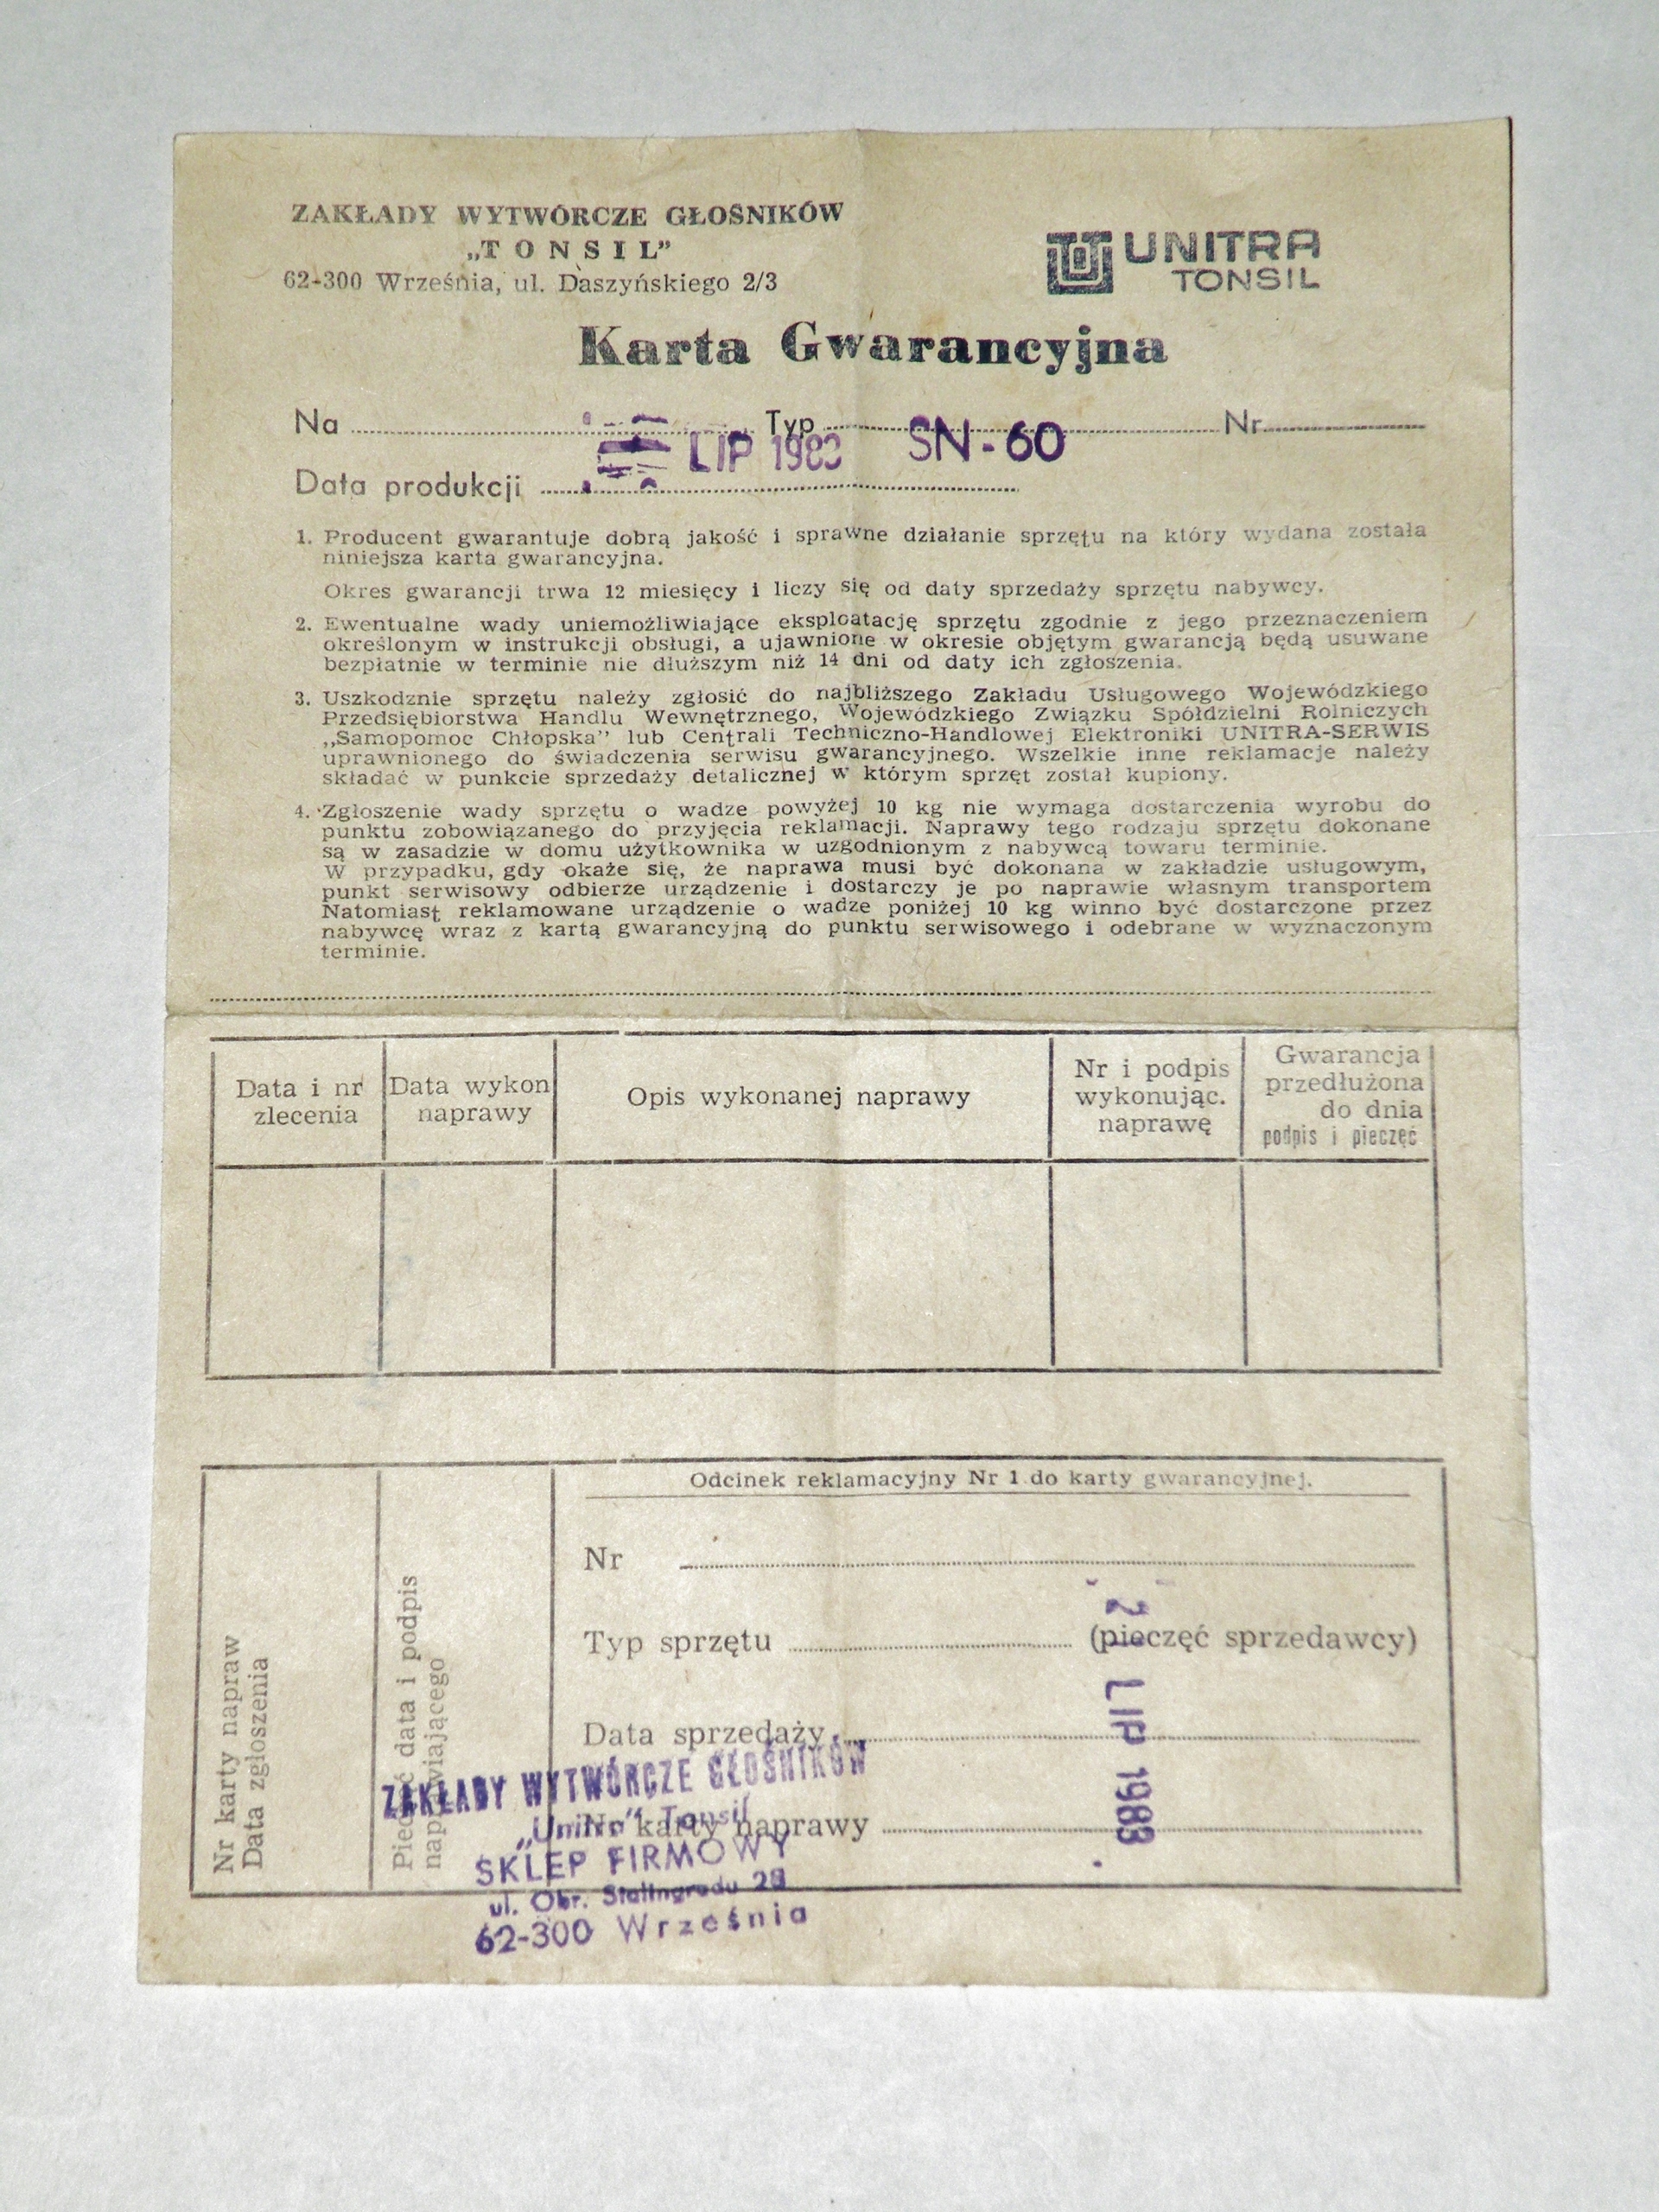 ZAKŁADY WYTWÓRCZE GŁOŚNIKÓW
„TONSIL”
62-300 Września, ul. Daszyńskiego 2/3
UNITRA
TONSIL
Karta Gwarancyjna
Na Typ SN-60 Nr
LIP 1983
Data produkcji
1. Producent gwarantuje dobrą jakość i sprawne działanie sprzętu na który wydana została
niniejsza karta gwarancyjna.
Okres gwarancji trwa 12 miesięcy i liczy się od daty sprzedaży sprzętu nabywcy.
2. Ewentualne wady uniemożliwiające eksploatację sprzętu zgodnie z jego przeznaczeniem
określonym w instrukcji obsługi, a ujawnione w okresie objętym gwarancją będą usuwane
bezpłatnie w terminie nie dłuższym niż 14 dni od daty ich zgłoszenia.
3. Uszkodznie sprzętu należy zgłosić do najbliższego Zakładu Usługowego Wojewódzkiego
Przedsiębiorstwa Handlu Wewnętrznego, Wojewódzkiego Związku Spółdzielni Rolniczych
„Samopomoc Chłopska” lub Centrali Techniczno-Handlowej Elektroniki UNITRA-SERWIS
uprawnionego do świadczenia serwisu gwarancyjnego. Wszelkie inne reklamacje należy
składać w punkcie sprzedaży detalicznej w którym sprzęt został kupiony.
4. Zgłoszenie wady sprzętu o wadze powyżej 10 kg nie wymaga dostarczenia wyrobu do
punktu zobowiązanego do przyjęcia reklamacji. Naprawy tego rodzaju sprzętu dokonane
są w zasadzie w domu użytkownika w uzgodnionym z nabywcą towaru terminie.
W przypadku, gdy okaże się, że naprawa musi być dokonana w zakładzie usługowym,
punkt serwisowy odbierze urządzenie i dostarczy je po naprawie własnym transportem
Natomiast reklamowane urządzenie o wadze poniżej 10 kg winno być dostarczone przez
nabywcę wraz z kartą gwarancyjną do punktu serwisowego i odebrane w wyznaczonym
terminie.
Data i nr
zlecenia
Data wykon
naprawy
Opis wykonanej naprawy
Nr i podpis
wykonując.
naprawę
Gwarancja
przedłużona
do dnia
podpis i pieczęć
Nr karty napraw
Data zgłoszenia
Pieczęć data i podpis
naprawiającego
Odcinek reklamacyjny Nr 1 do karty gwarancyjnej.
Nr
Typ sprzętu (pieczęć sprzedawcy)
Data sprzedaży
Nr karty naprawy
2 LIP 1983
ZAKŁADY WYTWÓRCZE GŁOŚNIKÓW
„Unitra” Tonsil
SKLEP FIRMOWY
ul. Obr. Stalingradu 28
62-300 Września